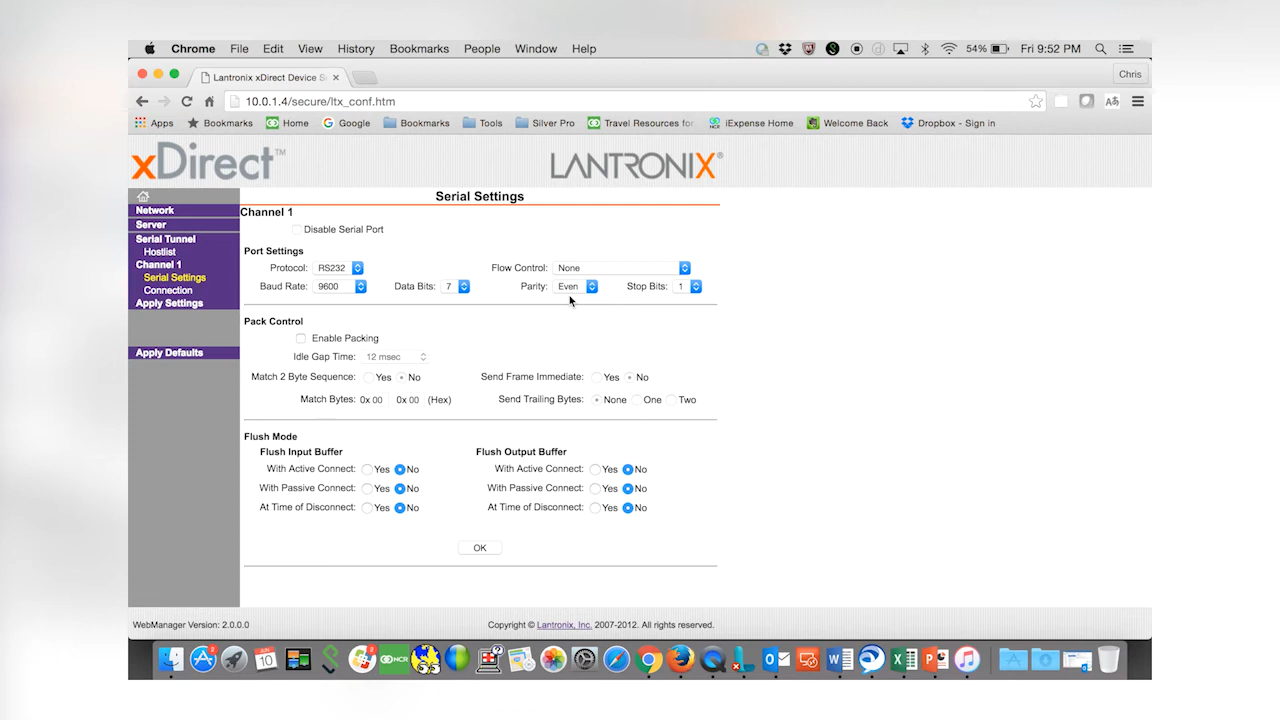 Chrome File Edit View History Bookmarks People Window Help 54% Fri 9:52 PM
Lantronix xDirect Device S Chris
10.0.1.4/secure/ltx_conf.htm
Apps Bookmarks Home Google Bookmarks Tools Silver Pro Travel Resources for iExpense Home Welcome Back Dropbox - Sign in
xDirect™ LANTRONIX®
Network
Server
Serial Tunnel
Hostlist
Channel 1
Serial Settings
Connection
Apply Settings
Apply Defaults
Serial Settings
Channel 1
Disable Serial Port
Port Settings
Protocol: RS232 Flow Control: None
Baud Rate: 9600 Data Bits: 7 Parity: Even Stop Bits: 1
Pack Control
Enable Packing
Idle Gap Time: 12 msec
Match 2 Byte Sequence: Yes No Send Frame Immediate: Yes No
Match Bytes: 0x 00 0x 00 (Hex) Send Trailing Bytes: None One Two
Flush Mode
Flush Input Buffer Flush Output Buffer
With Active Connect: Yes No With Active Connect: Yes No
With Passive Connect: Yes No With Passive Connect: Yes No
At Time of Disconnect: Yes No At Time of Disconnect: Yes No
OK
WebManager Version: 2.0.0.0 Copyright © Lantronix, Inc. 2007-2012. All rights reserved.
10
NCR